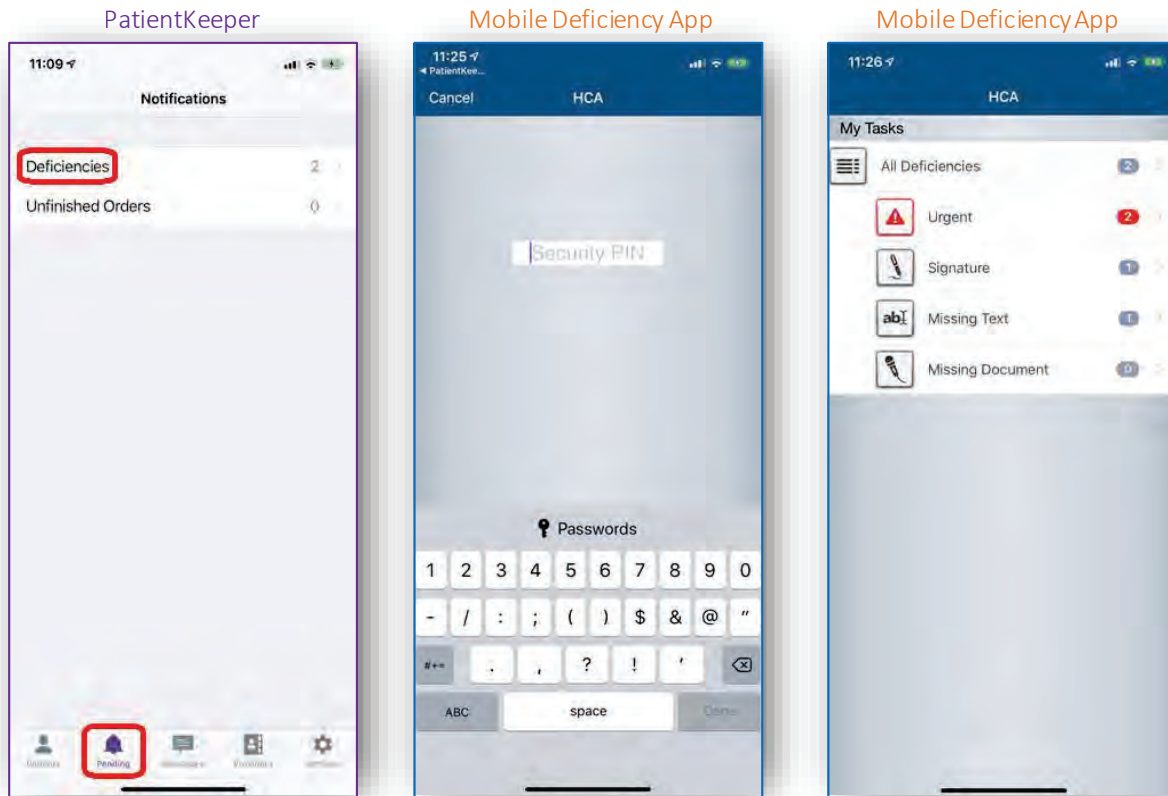 PatientKeeper
11:09
Notifications
Deficiencies 2
Unfinished Orders 0
Pending
Mobile Deficiency App
11:25
PatientKee...
Cancel HCA
Security PIN
Passwords
1 2 3 4 5 6 7 8 9 0
- / : ; ( ) $ & @ "
#+= . , ? ! '
ABC space Done
Mobile Deficiency App
11:26
HCA
My Tasks
All Deficiencies 2
Urgent 2
Signature 1
abI Missing Text 1
Missing Document 0